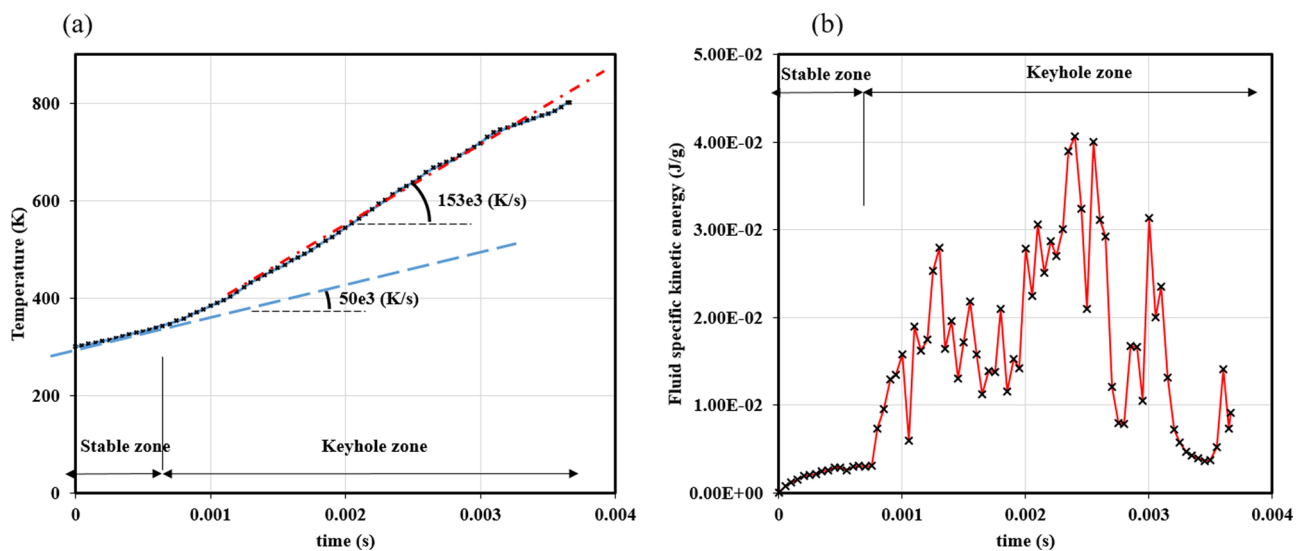 (a)
Temperature (K)
800
600
400
200
0
153e3 (K/s)
50e3 (K/s)
Stable zone
Keyhole zone
0 0.001 0.002 0.003 0.004
time (s)
(b)
Fluid specific kinetic energy (J/g)
5.00E-02
4.00E-02
3.00E-02
2.00E-02
1.00E-02
0.00E+00
Stable zone
Keyhole zone
0 0.001 0.002 0.003 0.004
time (s)